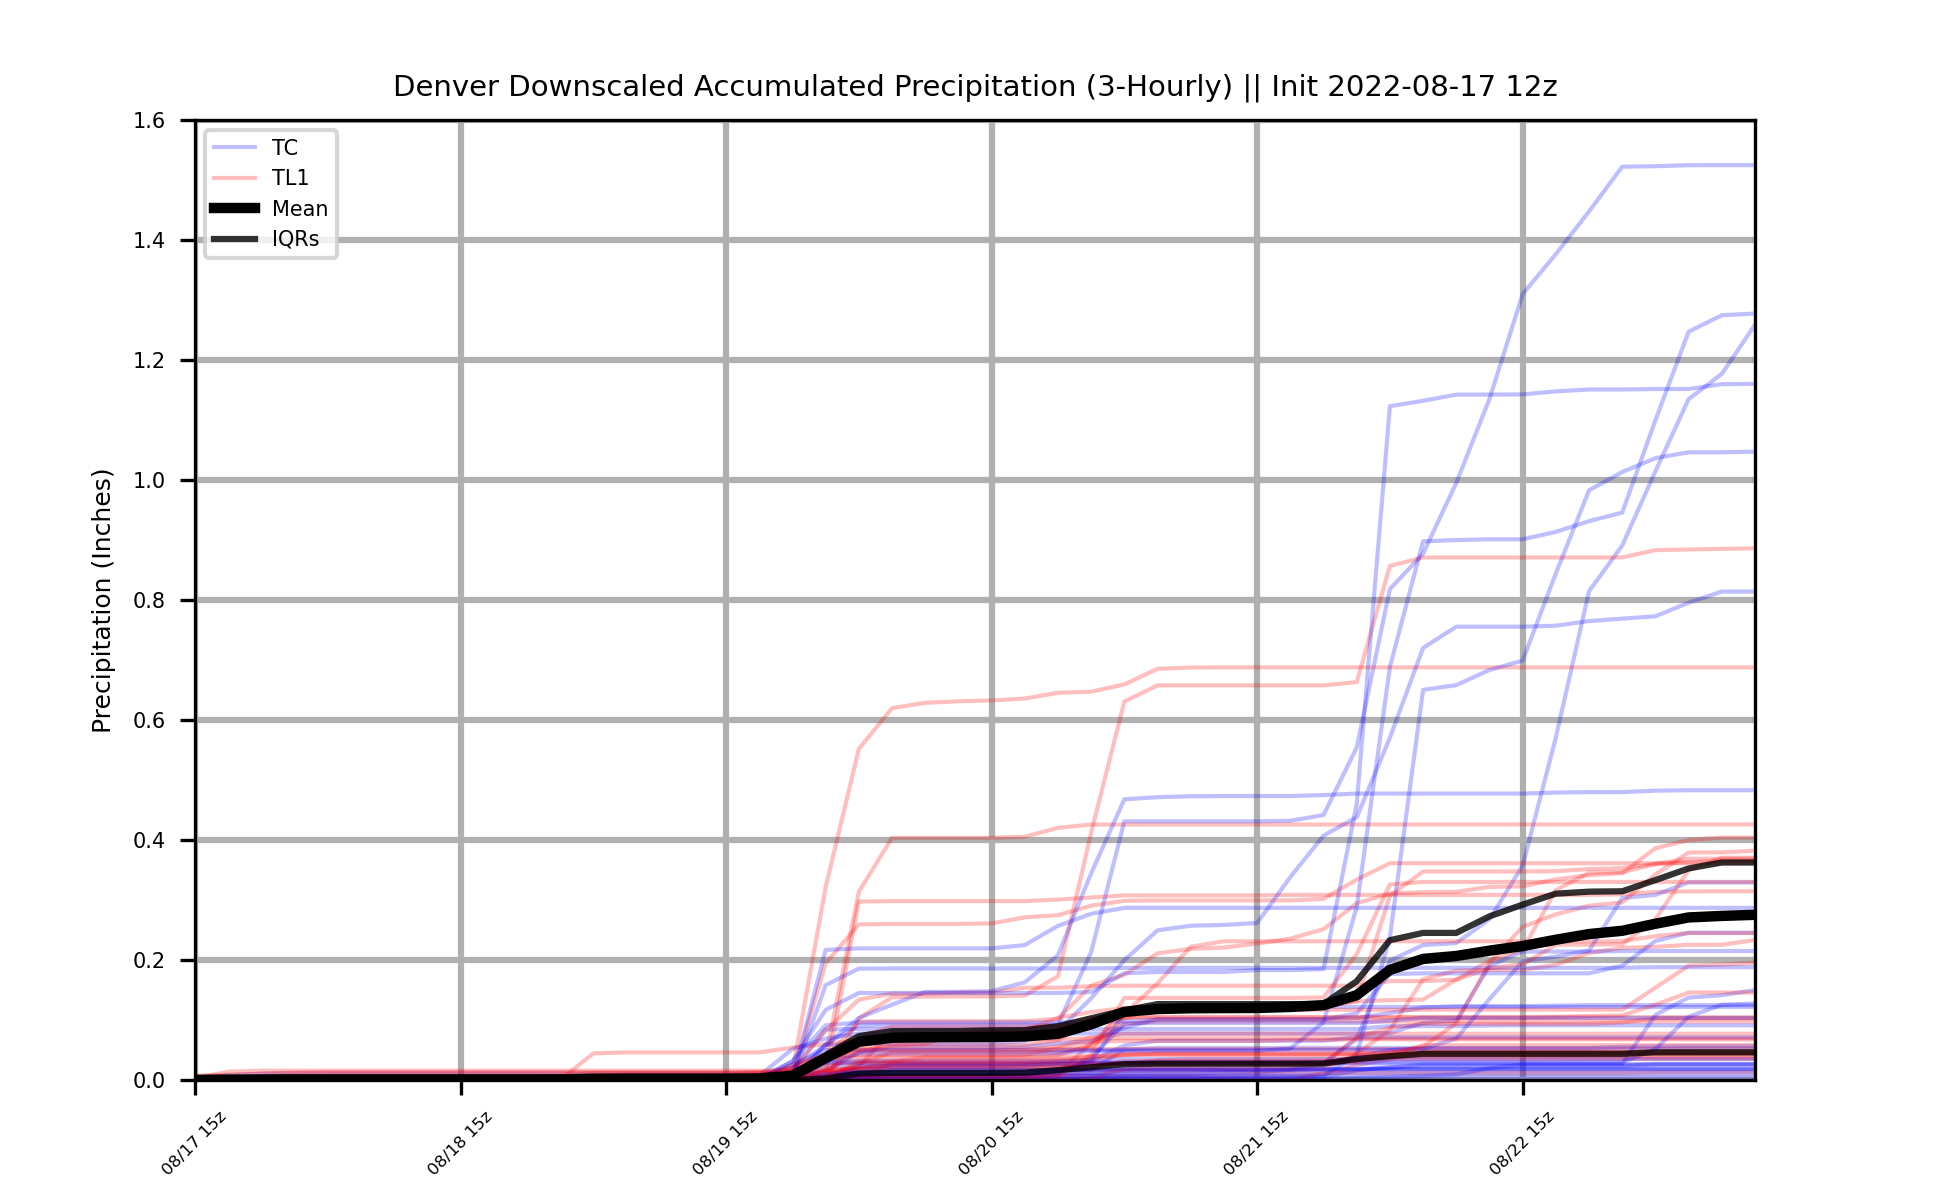 Denver Downscaled Accumulated Precipitation (3-Hourly) || Init 2022-08-17 12z
TC
TL1
Mean
IQRs
Precipitation (Inches)
1.6
1.4
1.2
1.0
0.8
0.6
0.4
0.2
0.0
08/17 15z
08/18 15z
08/19 15z
08/20 15z
08/21 15z
08/22 15z